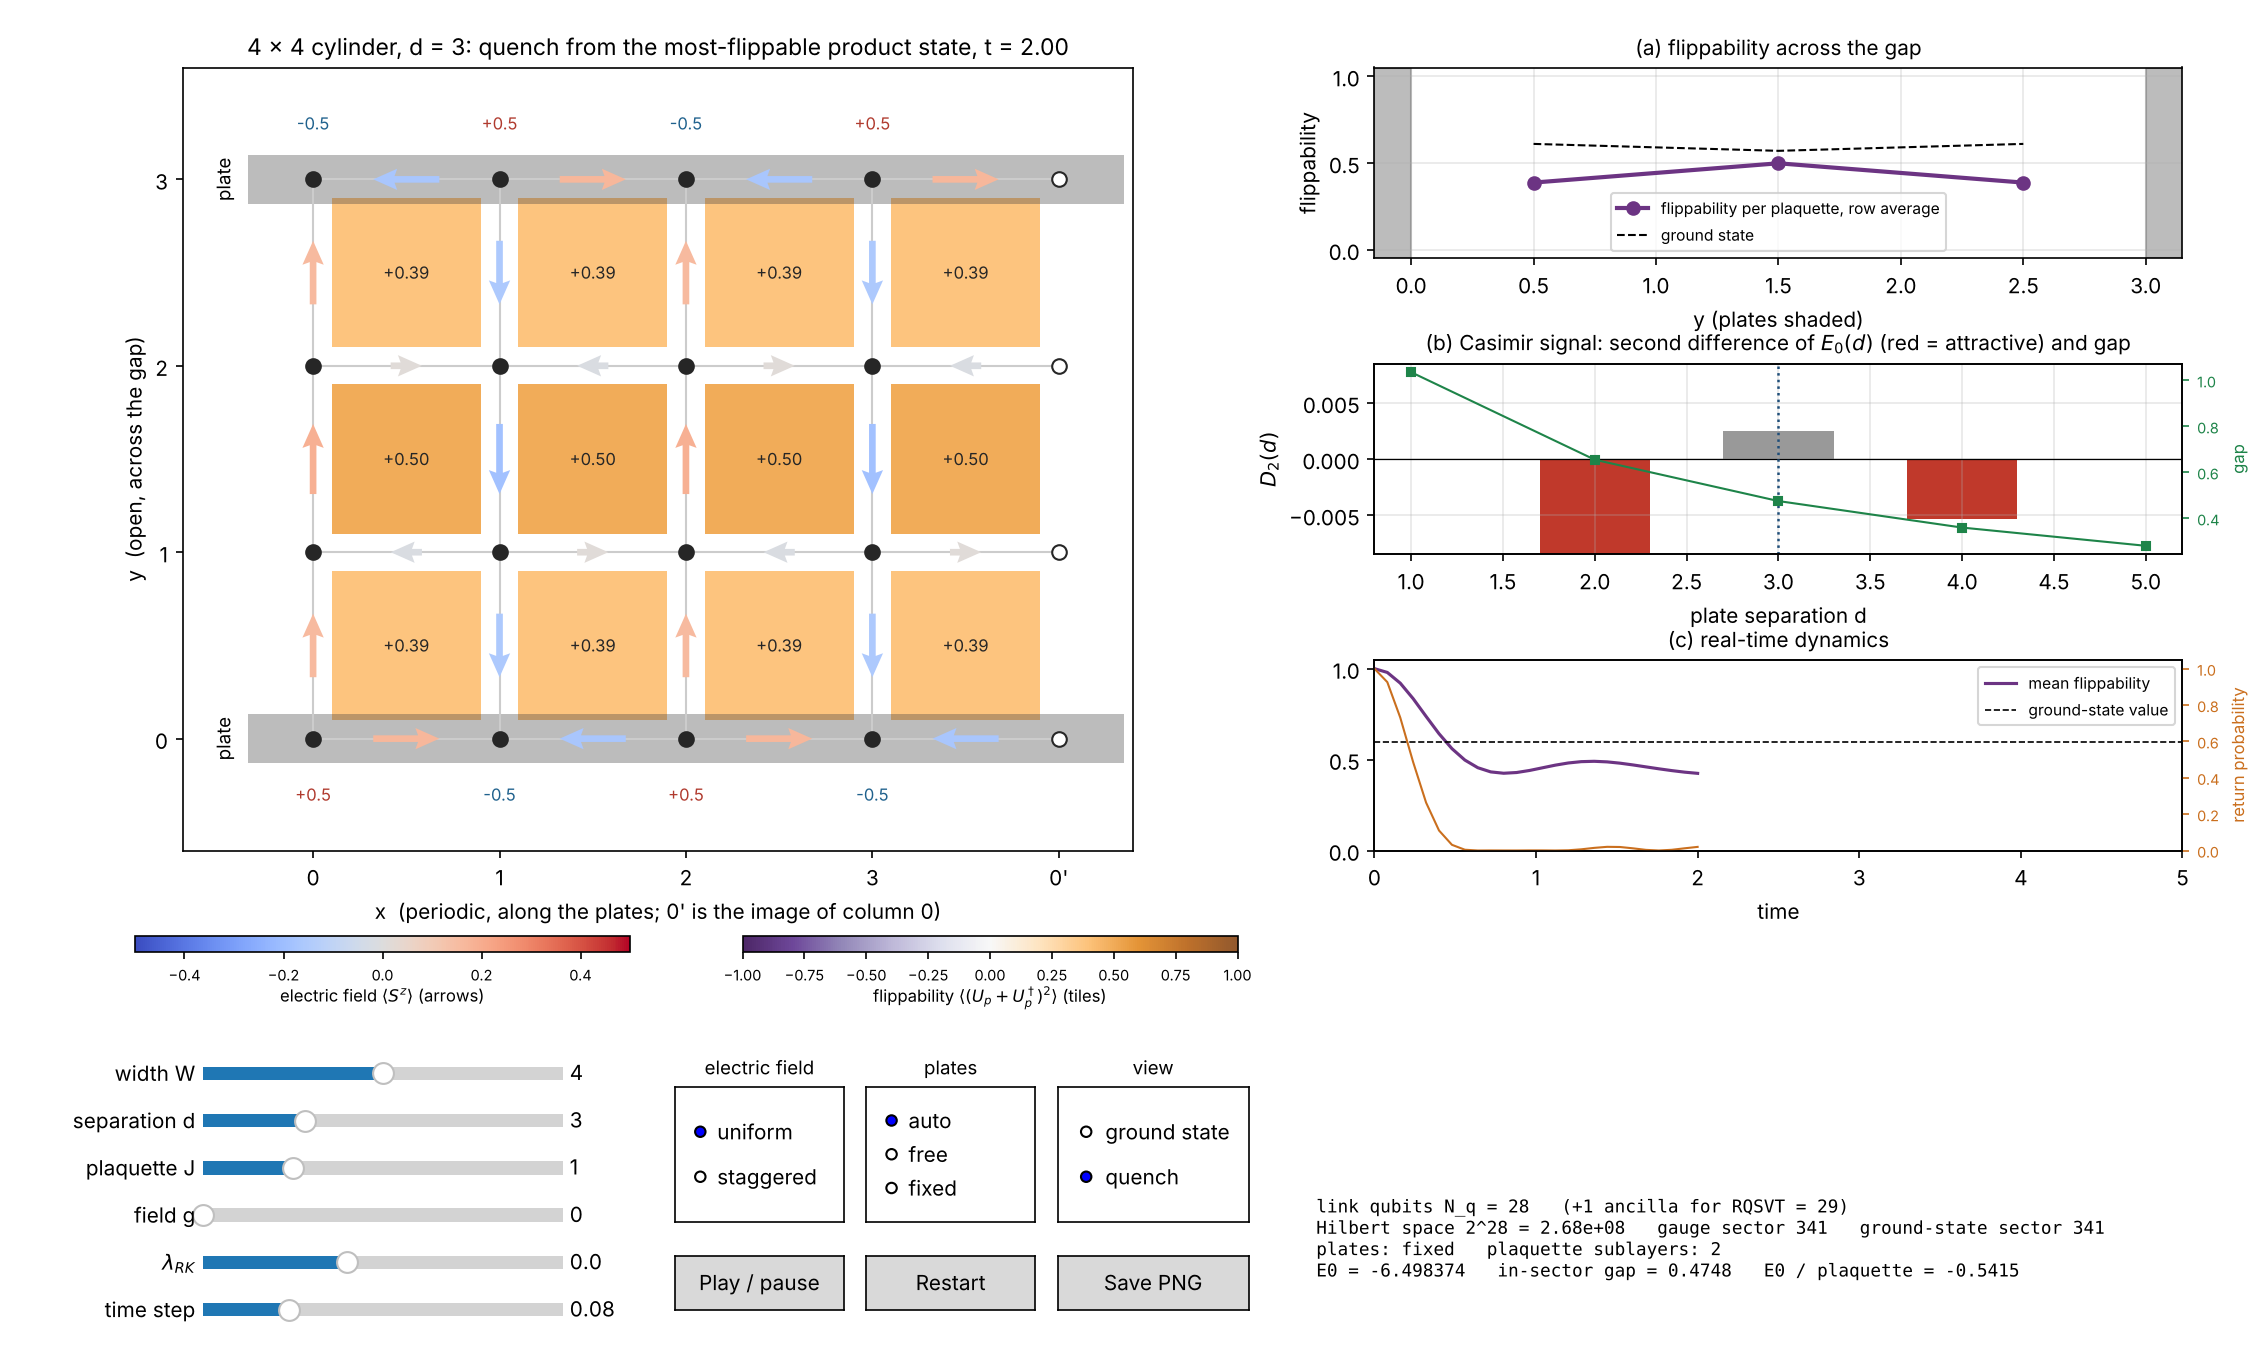 4 × 4 cylinder, d = 3: quench from the most-flippable product state, t = 2.00
-0.5 +0.5 -0.5 +0.5
plate
3
+0.39 +0.39 +0.39 +0.39
2
+0.50 +0.50 +0.50 +0.50
y (open, across the gap)
1
+0.39 +0.39 +0.39 +0.39
plate
0
+0.5 -0.5 +0.5 -0.5
0 1 2 3 0'
x (periodic, along the plates; 0' is the image of column 0)
−0.4 −0.2 0.0 0.2 0.4
electric field ⟨S^z⟩ (arrows)
−1.00 −0.75 −0.50 −0.25 0.00 0.25 0.50 0.75 1.00
flippability ⟨(U_p + U_p^†)^2⟩ (tiles)
(a) flippability across the gap
flippability
1.0
0.5
0.0
flippability per plaquette, row average
ground state
0.0 0.5 1.0 1.5 2.0 2.5 3.0
y (plates shaded)
(b) Casimir signal: second difference of E_0(d) (red = attractive) and gap
D_2(d)
0.005
0.000
−0.005
1.0
0.8
0.6
0.4
gap
1.0 1.5 2.0 2.5 3.0 3.5 4.0 4.5 5.0
plate separation d
(c) real-time dynamics
1.0
0.5
0.0
mean flippability
ground-state value
1.0
0.8
0.6
0.4
0.2
0.0
return probability
0 1 2 3 4 5
time
width W 4
separation d 3
plaquette J 1
field g 0
λ_RK 0.0
time step 0.08
electric field
uniform
staggered
plates
auto
free
fixed
view
ground state
quench
Play / pause
Restart
Save PNG
link qubits N_q = 28 (+1 ancilla for RQSVT = 29)
Hilbert space 2^28 = 2.68e+08 gauge sector 341 ground-state sector 341
plates: fixed plaquette sublayers: 2
E0 = -6.498374 in-sector gap = 0.4748 E0 / plaquette = -0.5415